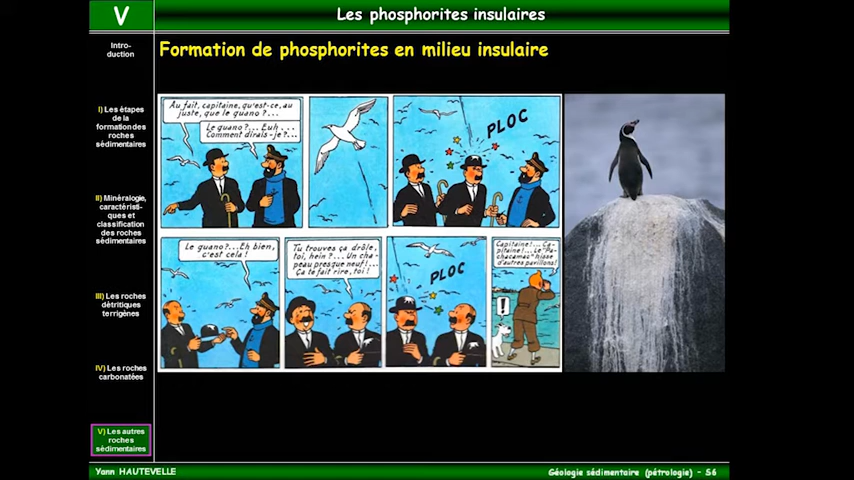 V
Les phosphorites insulaires
Intro-
duction
I) Les étapes
de la
formation des
roches
sédimentaires
II) Minéralogie,
caractéristi-
ques et
classification
des roches
sédimentaires
III) Les roches
détritiques
terrigènes
IV) Les roches
carbonatées
V) Les autres
roches
sédimentaires
Formation de phosphorites en milieu insulaire
Au fait, capitaine, qu'est-ce, au
juste, que le guano ?...
Le guano ?... Euh...
Comment dirais-je ?...
PLOC
Le guano ?... Eh bien,
c'est cela !
Tu trouves ça drôle,
toi, hein ?... Un cha-
peau presque neuf !...
Ça te fait rire, toi !
PLOC
Capitaine !... Ca-
pitaine !... Le "Pa-
chacamac" hisse
d'autres pavillons !
!
Yann HAUTEVELLE
Géologie sédimentaire (pétrologie) - 56